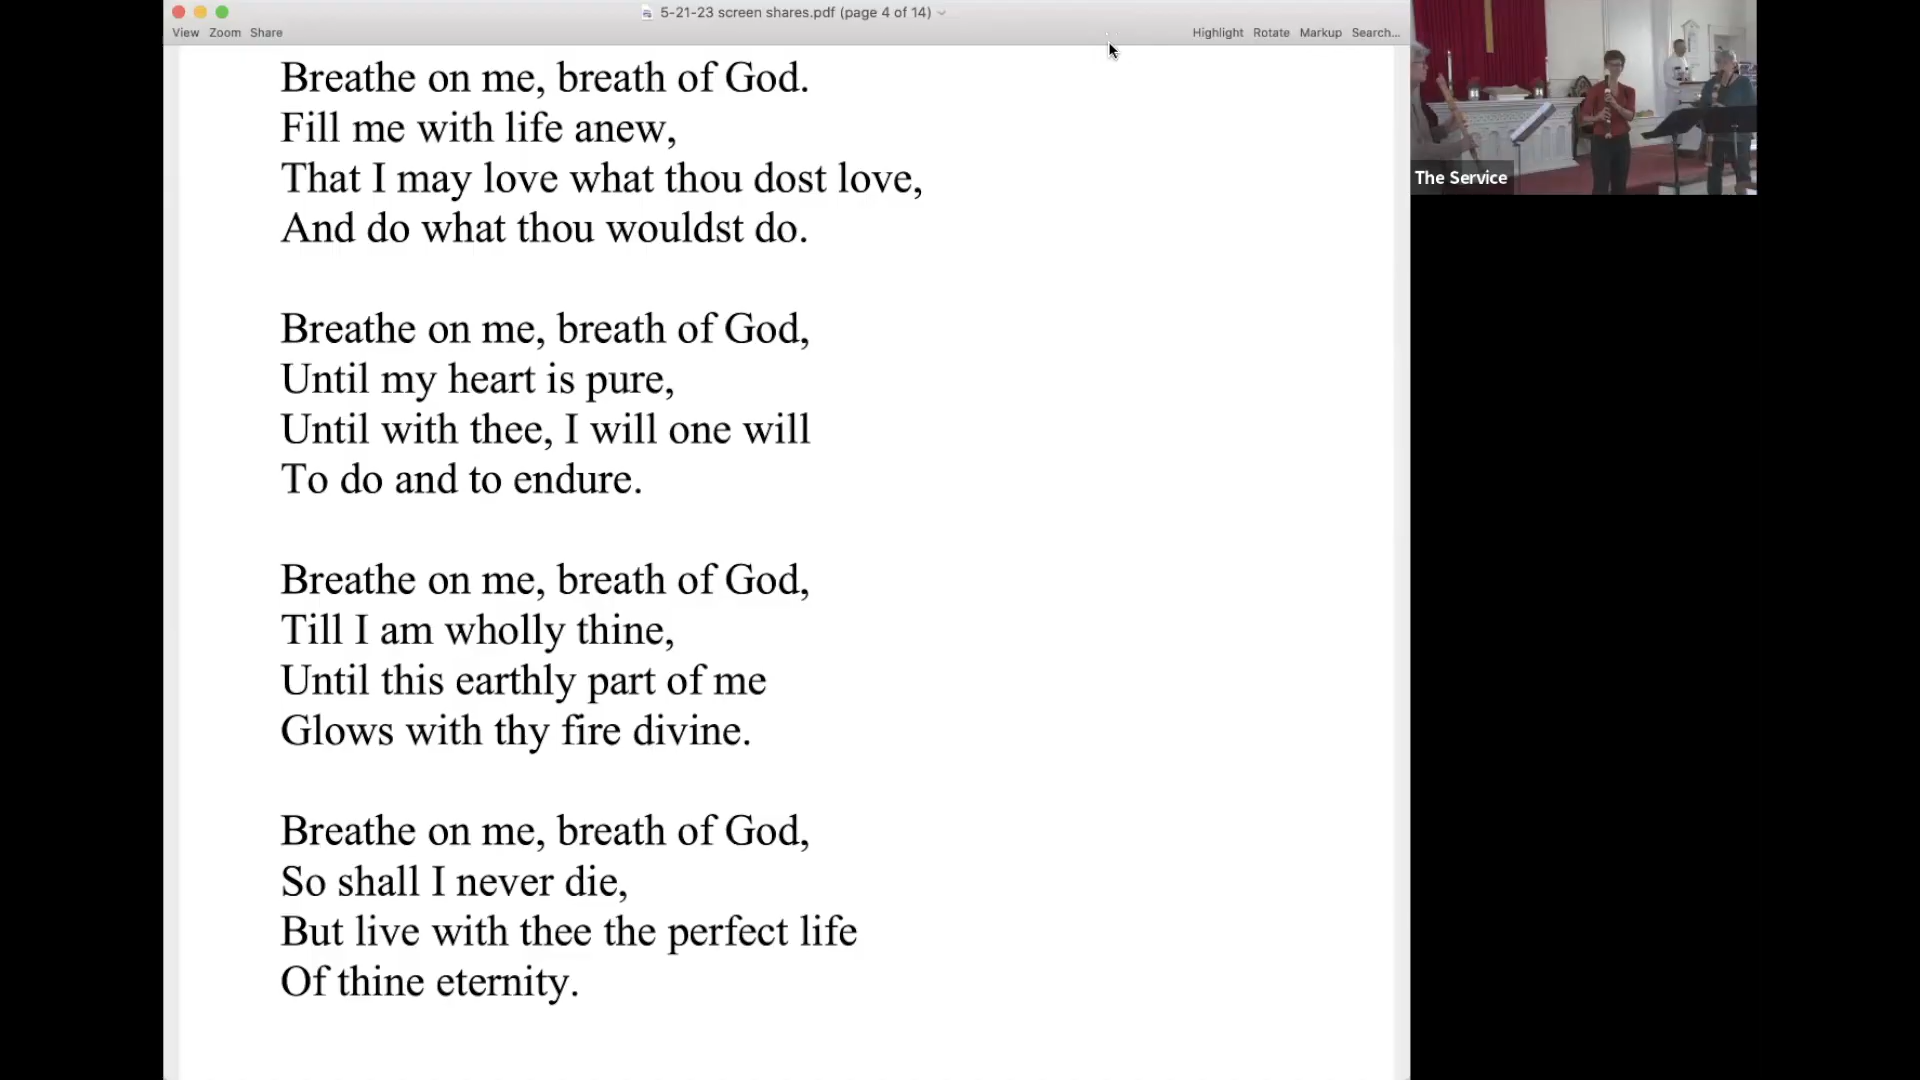 5-21-23 screen shares.pdf (page 4 of 14)
View Zoom Share Highlight Rotate Markup Search...
Breathe on me, breath of God.
Fill me with life anew,
That I may love what thou dost love,
And do what thou wouldst do.
Breathe on me, breath of God,
Until my heart is pure,
Until with thee, I will one will
To do and to endure.
Breathe on me, breath of God,
Till I am wholly thine,
Until this earthly part of me
Glows with thy fire divine.
Breathe on me, breath of God,
So shall I never die,
But live with thee the perfect life
Of thine eternity.
The Service